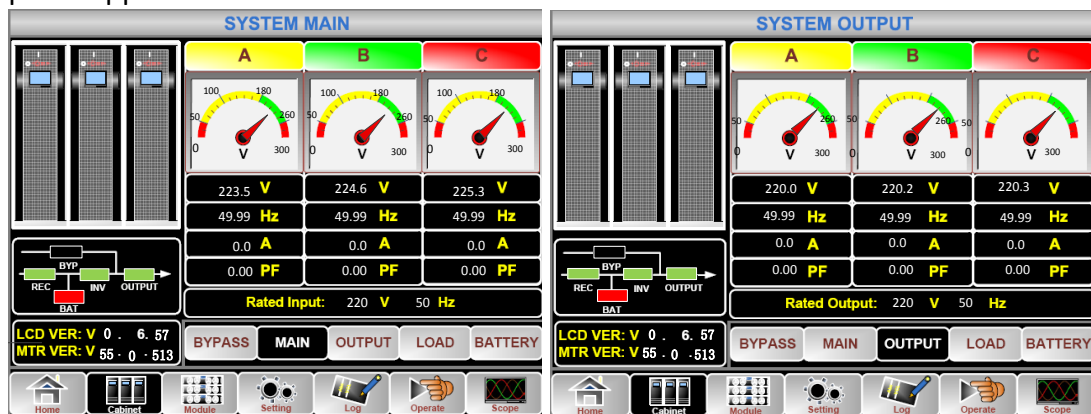 SYSTEM MAIN
A B C
100 180 100 180 100 180
50 260 50 260 50 260
0 V 300 0 V 300 0 V 300
223.5 V 224.6 V 225.3 V
49.99 Hz 49.99 Hz 49.99 Hz
0.0 A 0.0 A 0.0 A
0.00 PF 0.00 PF 0.00 PF
BYP
REC INV OUTPUT
BAT
Rated Input: 220 V 50 Hz
LCD VER: V 0 . 6. 57
MTR VER: V 55 . 0 .513
BYPASS MAIN OUTPUT LOAD BATTERY
Home Cabinet Module Setting Log Operate Scope
SYSTEM OUTPUT
A B C
50 260 50 260 50
0 V 300 0 V 300 0 V 300
220.0 V 220.2 V 220.3 V
49.99 Hz 49.99 Hz 49.99 Hz
0.0 A 0.0 A 0.0 A
0.00 PF 0.00 PF 0.00 PF
BYP
REC INV OUTPUT
BAT
Rated Output: 220 V 50 Hz
LCD VER: V 0 . 6. 57
MTR VER: V 55 . 0 .513
BYPASS MAIN OUTPUT LOAD BATTERY
Home Cabinet Module Setting Log Operate Scope